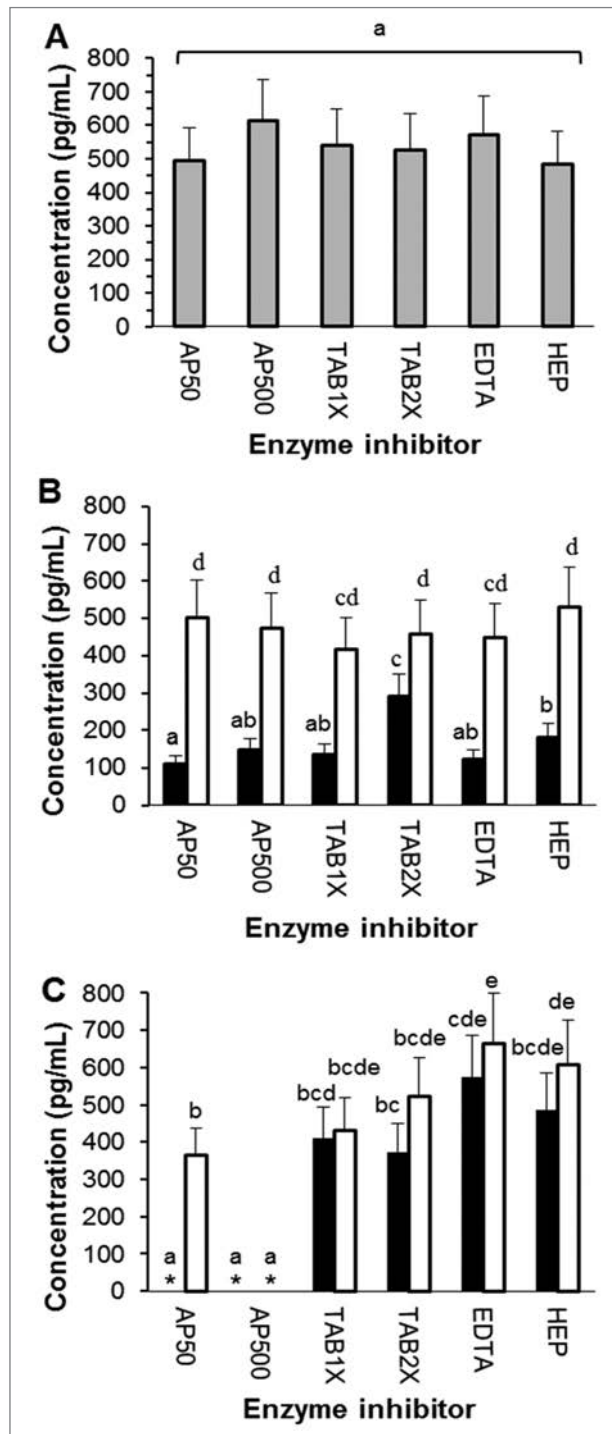 A
a
Concentration (pg/mL)
800
700
600
500
400
300
200
100
0
AP50
AP500
TAB1X
TAB2X
EDTA
HEP
Enzyme inhibitor
B
Concentration (pg/mL)
800
700
600
500
400
300
200
100
0
a d ab d ab cd c d ab cd b d
AP50
AP500
TAB1X
TAB2X
EDTA
HEP
Enzyme inhibitor
C
Concentration (pg/mL)
800
700
600
500
400
300
200
100
0
a b a a bcd bcde bc bcde cde e bcde de
* * *
AP50
AP500
TAB1X
TAB2X
EDTA
HEP
Enzyme inhibitor